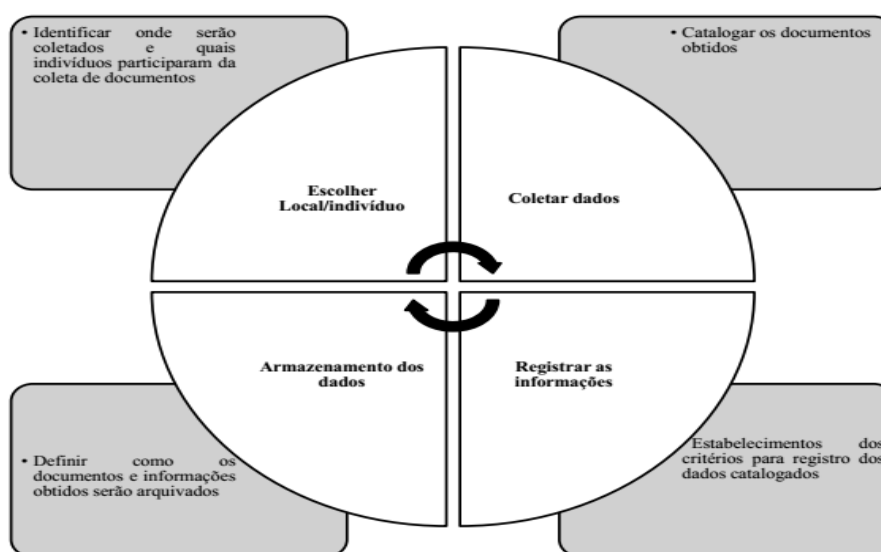 • Identificar onde serão
coletados e quais
indivíduos participaram da
coleta de documentos
• Catalogar os documentos
obtidos
Escolher
Local/indivíduo
Coletar dados
Armazenamento dos
dados
Registrar as
informações
• Definir como os
documentos e informações
obtidos serão arquivados
Estabelecimentos dos
critérios para registro dos
dados catalogados